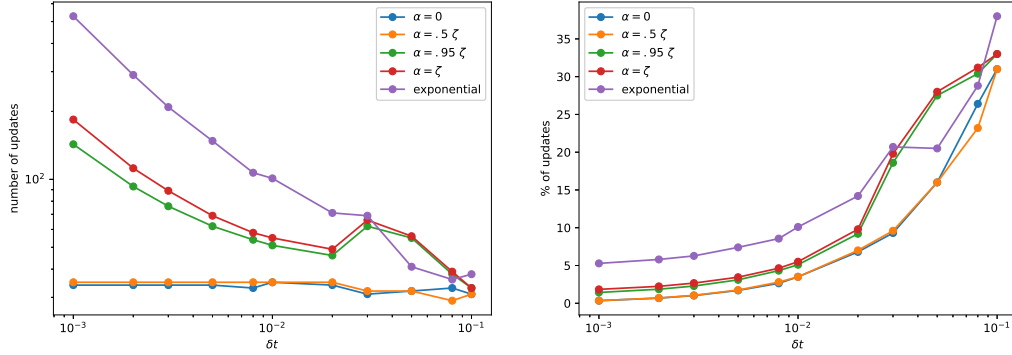 number of updates
10²
α = 0
α = .5 ζ
α = .95 ζ
α = ζ
exponential
10⁻³
10⁻²
10⁻¹
δt
% of updates
35
30
25
20
15
10
5
0
α = 0
α = .5 ζ
α = .95 ζ
α = ζ
exponential
10⁻³
10⁻²
10⁻¹
δt